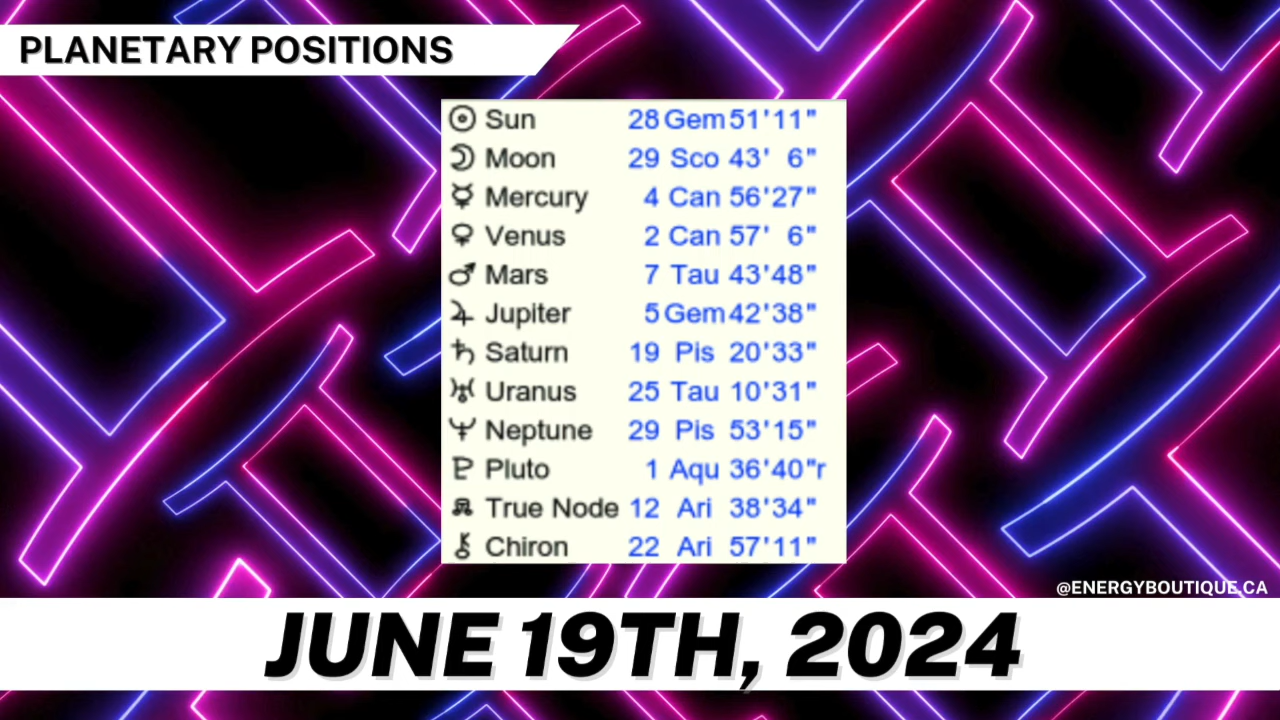 PLANETARY POSITIONS
Sun 28 Gem 51'11"
Moon 29 Sco 43' 6"
Mercury 4 Can 56'27"
Venus 2 Can 57' 6"
Mars 7 Tau 43'48"
Jupiter 5 Gem 42'38"
Saturn 19 Pis 20'33"
Uranus 25 Tau 10'31"
Neptune 29 Pis 53'15"
Pluto 1 Aqu 36'40"r
True Node 12 Ari 38'34"
Chiron 22 Ari 57'11"
@ENERGYBOUTIQUE.CA
JUNE 19TH, 2024